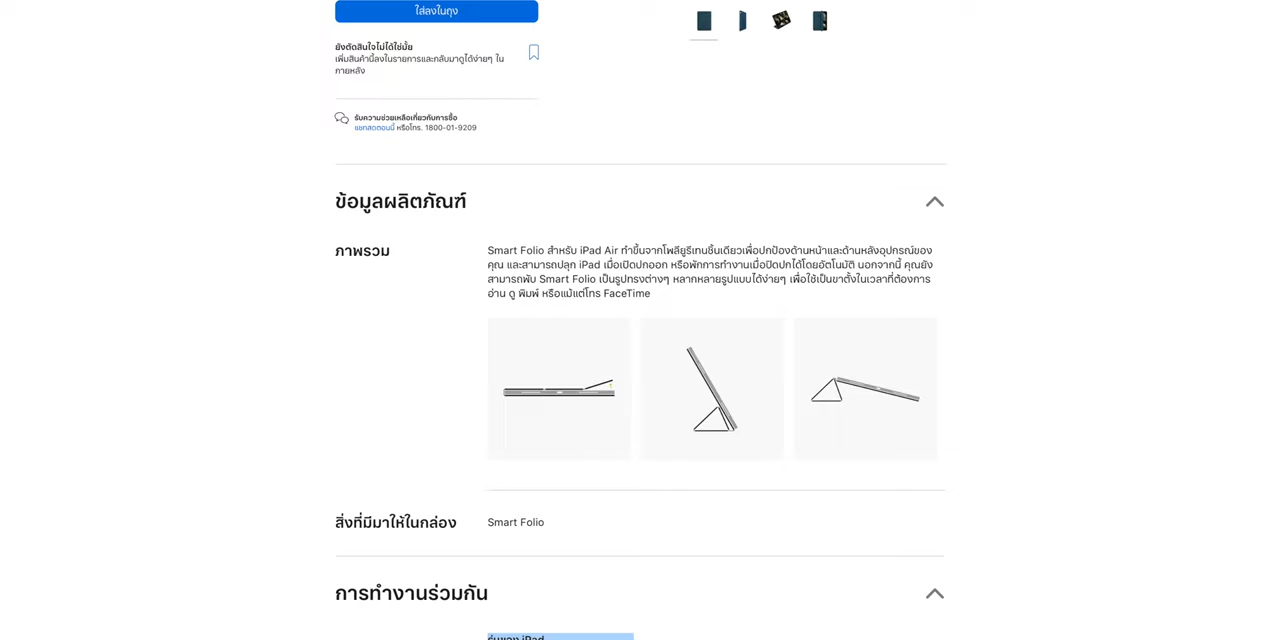 ใส่ลงในถุง
ยังตัดสินใจไม่ได้ใช่มั้ย
เพิ่มสินค้านี้ลงในรายการและกลับมาดูได้ง่ายๆ ใน
ภายหลัง
รับความช่วยเหลือเกี่ยวกับการซื้อ
แชทสดตอนนี้ หรือโทร. 1800-01-9209
ข้อมูลผลิตภัณฑ์
ภาพรวม
Smart Folio สำหรับ iPad Air ทำขึ้นจากโพลียูรีเทนชิ้นเดียวเพื่อปกป้องด้านหน้าและด้านหลังอุปกรณ์ของ
คุณ และสามารถปลุก iPad เมื่อเปิดปกออก หรือพักการทำงานเมื่อปิดปกได้โดยอัตโนมัติ นอกจากนี้ คุณยัง
สามารถพับ Smart Folio เป็นรูปทรงต่างๆ หลากหลายรูปแบบได้ง่ายๆ เพื่อใช้เป็นขาตั้งในเวลาที่ต้องการ
อ่าน ดู พิมพ์ หรือแม้แต่โทร FaceTime
สิ่งที่มีมาให้ในกล่อง
Smart Folio
การทำงานร่วมกัน
รุ่นของ iPad